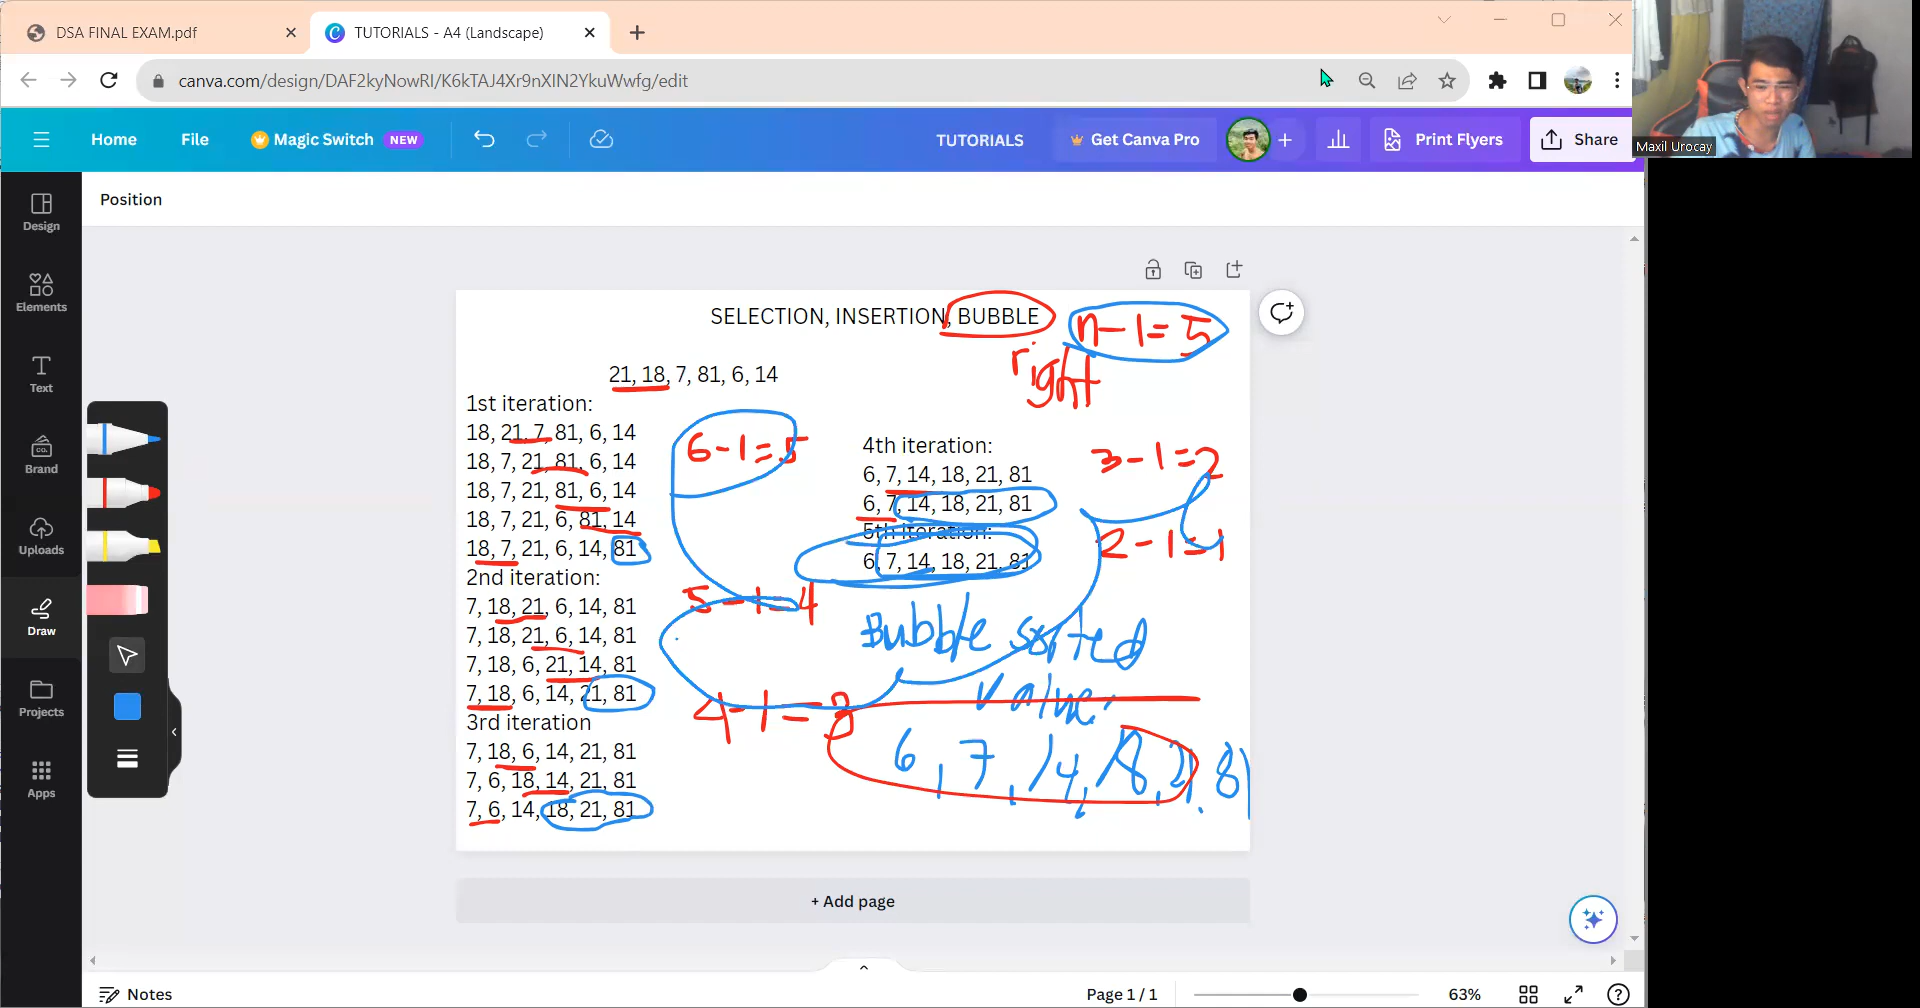 DSA FINAL EXAM.pdf
TUTORIALS - A4 (Landscape)
canva.com/design/DAF2kyNowRI/K6kTAJ4Xr9nXIN2YkuWwfg/edit
Maxil Urocay
Home
File
Magic Switch NEW
TUTORIALS
Get Canva Pro
Print Flyers
Share
Position
Design
Elements
Text
Brand
Uploads
Draw
Projects
Apps
SELECTION, INSERTION, BUBBLE
n-1=5
right
21, 18, 7, 81, 6, 14
1st iteration:
18, 21, 7, 81, 6, 14
18, 7, 21, 81, 6, 14
18, 7, 21, 81, 6, 14
18, 7, 21, 6, 81, 14
18, 7, 21, 6, 14, 81
2nd iteration:
7, 18, 21, 6, 14, 81
7, 18, 21, 6, 14, 81
7, 18, 6, 21, 14, 81
7, 18, 6, 14, 21, 81
3rd iteration
7, 18, 6, 14, 21, 81
7, 6, 18, 14, 21, 81
7, 6, 14, 18, 21, 81
6-1=5
5-1=4
4-1=3
4th iteration:
6, 7, 14, 18, 21, 81
6, 7, 14, 18, 21, 81
5th iteration:
6, 7, 14, 18, 21, 81
3-1=2
2-1=1
Bubble sorted
value:
6, 7, 14, 18, 21, 81
+ Add page
Notes
Page 1 / 1
63%